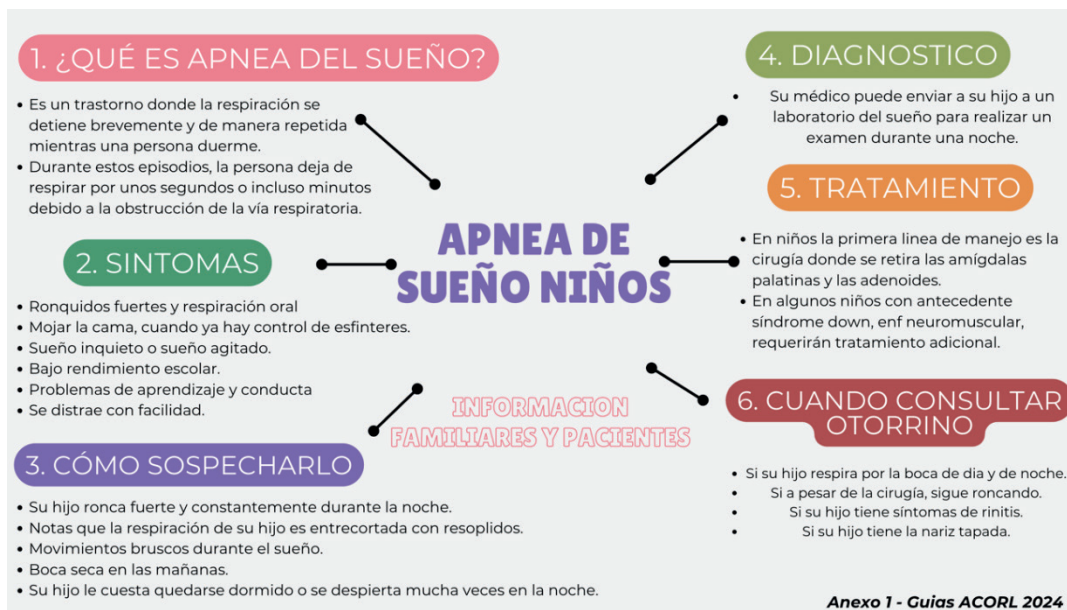 1. ¿QUÉ ES APNEA DEL SUEÑO?
• Es un trastorno donde la respiración se
detiene brevemente y de manera repetida
mientras una persona duerme.
• Durante estos episodios, la persona deja de
respirar por unos segundos o incluso minutos
debido a la obstrucción de la vía respiratoria.
2. SINTOMAS
• Ronquidos fuertes y respiración oral
• Mojar la cama, cuando ya hay control de esfinteres.
• Sueño inquieto o sueño agitado.
• Bajo rendimiento escolar.
• Problemas de aprendizaje y conducta
• Se distrae con facilidad.
3. CÓMO SOSPECHARLO
• Su hijo ronca fuerte y constantemente durante la noche.
• Notas que la respiración de su hijo es entrecortada con resoplidos.
• Movimientos bruscos durante el sueño.
• Boca seca en las mañanas.
• Su hijo le cuesta quedarse dormido o se despierta mucha veces en la noche.
APNEA DE
SUEÑO NIÑOS
INFORMACION
FAMILIARES Y PACIENTES
4. DIAGNOSTICO
• Su médico puede enviar a su hijo a un
laboratorio del sueño para realizar un
examen durante una noche.
5. TRATAMIENTO
• En niños la primera linea de manejo es la
cirugía donde se retira las amígdalas
palatinas y las adenoides.
• En algunos niños con antecedente
síndrome down, enf neuromuscular,
requerirán tratamiento adicional.
6. CUANDO CONSULTAR
OTORRINO
• Si su hijo respira por la boca de dia y de noche.
• Si a pesar de la cirugía, sigue roncando.
• Si su hijo tiene síntomas de rinitis.
• Si su hijo tiene la nariz tapada.
Anexo 1 - Guias ACORL 2024